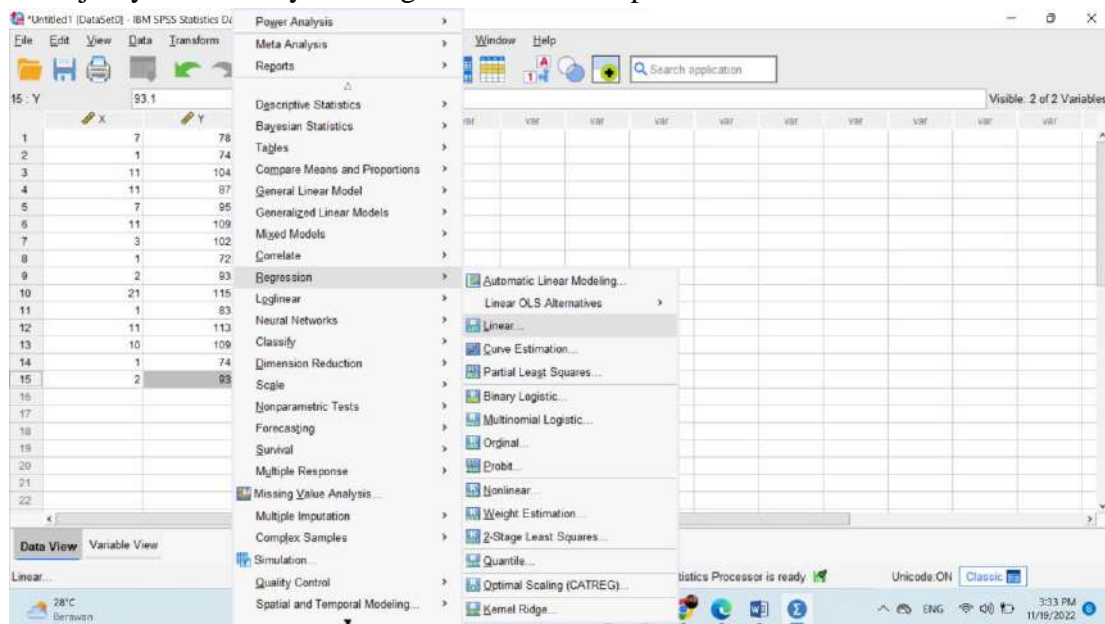 *Untitled1 [DataSet0] - IBM SPSS Statistics Da
File Edit View Data Transform Window Help
Search application
15 : Y 93.1 Visible: 2 of 2 Variables
X Y var var var var var var var var var var
1 7 78
2 1 74
3 11 104
4 11 87
5 7 95
6 11 109
7 3 102
8 1 72
9 2 93
10 21 115
11 1 83
12 11 113
13 10 109
14 1 74
15 2 93
16
17
18
19
20
21
22
Power Analysis
Meta Analysis
Reports
Descriptive Statistics
Bayesian Statistics
Tables
Compare Means and Proportions
General Linear Model
Generalized Linear Models
Mixed Models
Correlate
Regression
Loglinear
Neural Networks
Classify
Dimension Reduction
Scale
Nonparametric Tests
Forecasting
Survival
Multiple Response
Missing Value Analysis...
Multiple Imputation
Complex Samples
Simulation...
Quality Control
Spatial and Temporal Modeling...
Automatic Linear Modeling...
Linear OLS Alternatives
Linear...
Curve Estimation...
Partial Least Squares...
Binary Logistic...
Multinomial Logistic...
Ordinal...
Probit...
Nonlinear...
Weight Estimation...
2-Stage Least Squares...
Quantile...
Optimal Scaling (CATREG)...
Kernel Ridge...
Data View Variable View
Linear... tistics Processor is ready Unicode:ON Classic
28°C
Berawan
ENG
3:33 PM
11/19/2022